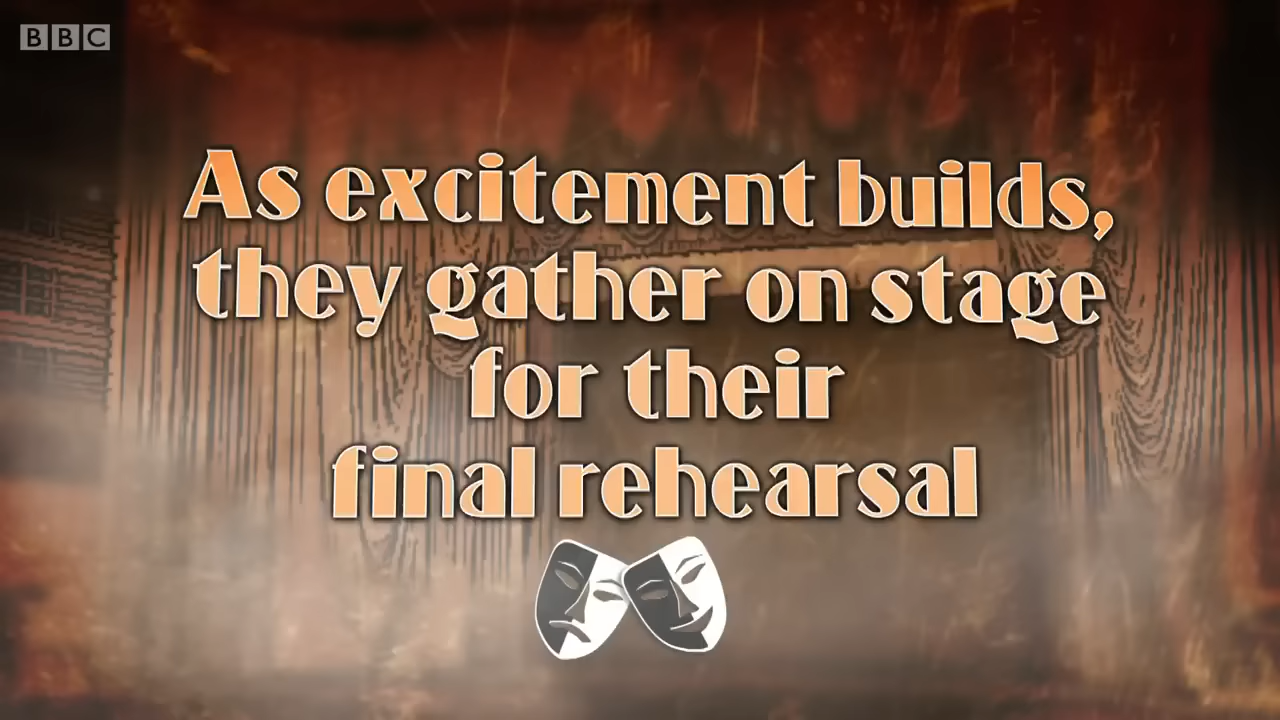 BBC
As excitement builds,
they gather on stage
for their
final rehearsal